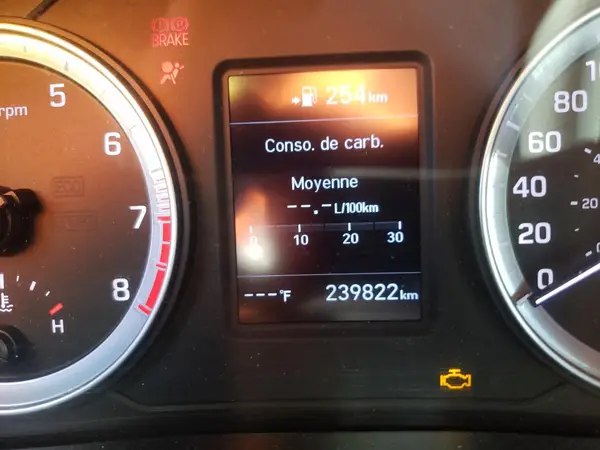 BRAKE
rpm
5
6
7
8
H
254 km
Conso. de carb.
Moyenne
--.- L/100km
0 10 20 30
---°F 239822 km
100
80
60
40
20
0